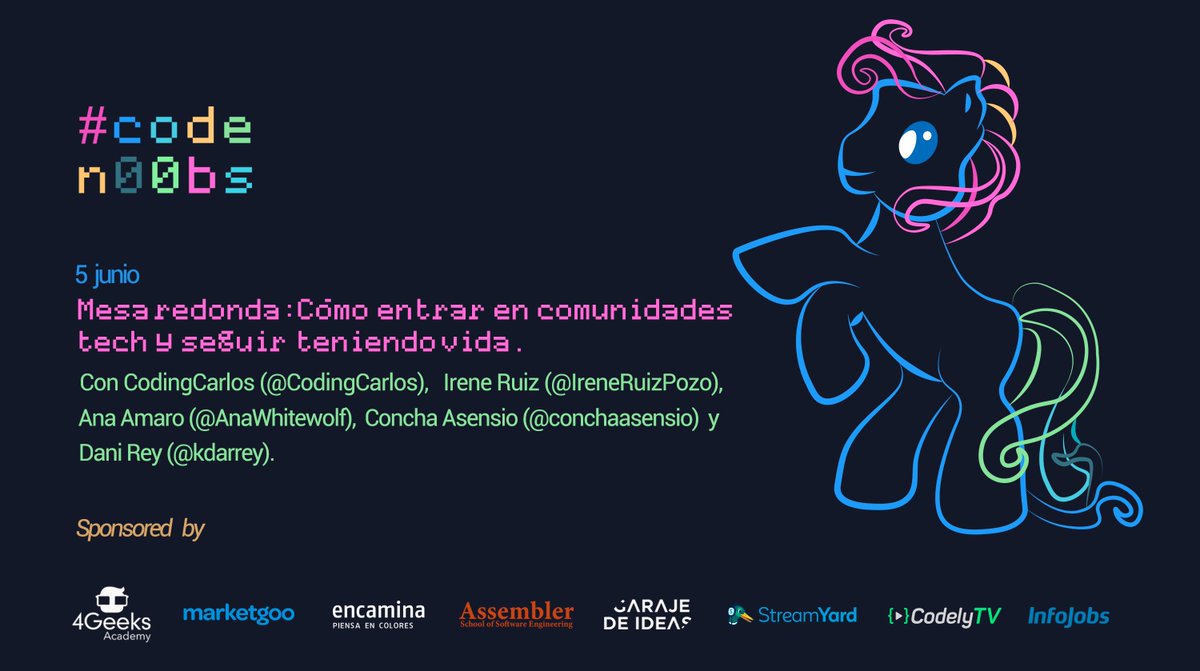 #code
n00bs
5 junio
Mesa redonda:Cómo entrar en comunidades
tech y seguir teniendo vida.
Con CodingCarlos (@CodingCarlos), Irene Ruiz (@IreneRuizPozo),
Ana Amaro (@AnaWhitewolf), Concha Asensio (@conchaasensio) y
Dani Rey (@kdarrey).
Sponsored by
4Geeks
Academy
marketgoo
encamina
PIENSA EN COLORES
Assembler
School of Software Engineering
GARAJE
DE IDEAS
StreamYard
{▸}CodelyTV
InfoJobs